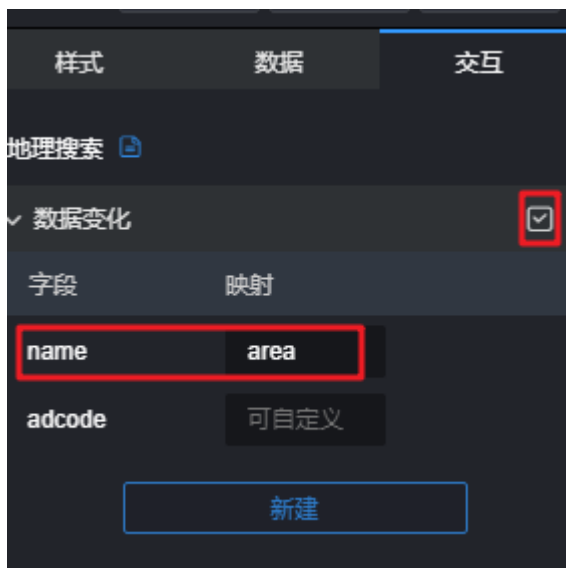 样式 数据 交互
地理搜索
数据变化
字段 映射
name area
adcode 可自定义
新建